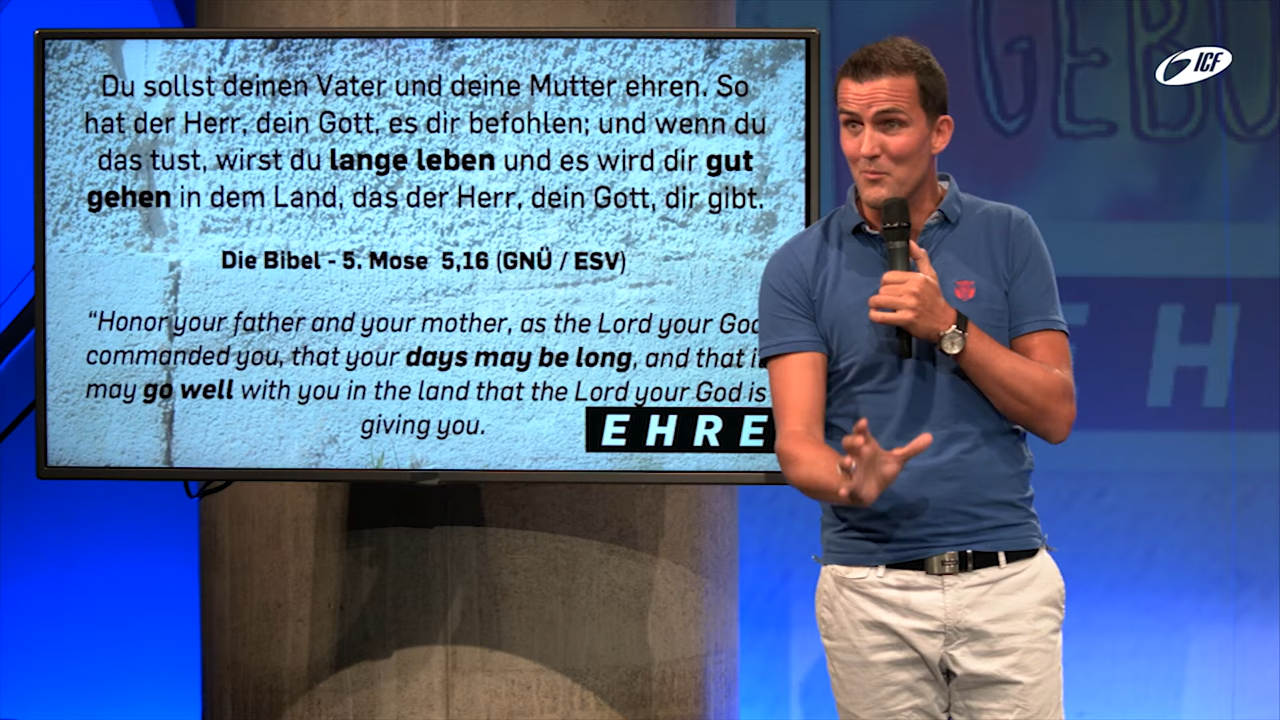 Du sollst deinen Vater und deine Mutter ehren. So
hat der Herr, dein Gott, es dir befohlen; und wenn du
das tust, wirst du lange leben und es wird dir gut
gehen in dem Land, das der Herr, dein Gott, dir gibt.
Die Bibel - 5. Mose 5,16 (GNÜ / ESV)
“Honor your father and your mother, as the Lord your God
commanded you, that your days may be long, and that it
may go well with you in the land that the Lord your God is
giving you.
EHRE
ICF